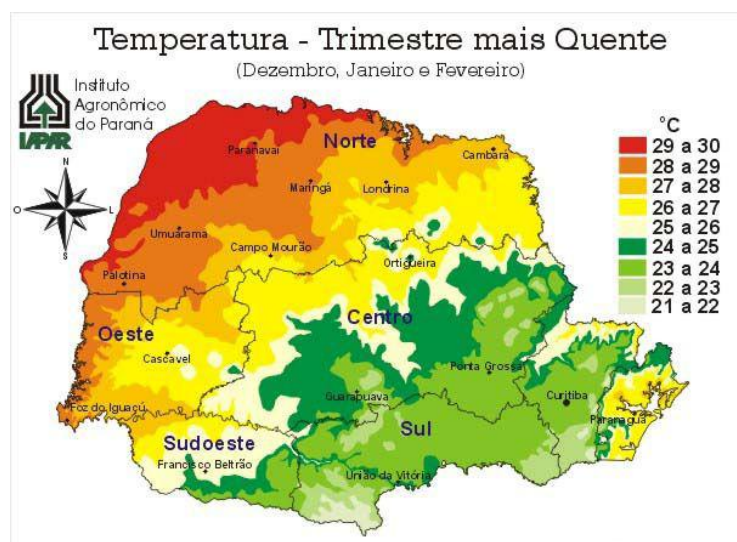 Temperatura - Trimestre mais Quente
(Dezembro, Janeiro e Fevereiro)
Instituto
Agronômico
do Paraná
IAPAR
N
O
L
S
°C
29 a 30
28 a 29
27 a 28
26 a 27
25 a 26
24 a 25
23 a 24
22 a 23
21 a 22
Norte
Paranavaí
Cambará
Maringá
Londrina
Umuarama
Campo Mourão
Ortigueira
Palotina
Oeste
Centro
Cascavel
Ponta Grossa
Guarapuava
Curitiba
Foz do Iguaçú
Paranaguá
Sudoeste
Sul
Francisco Beltrão
União da Vitória